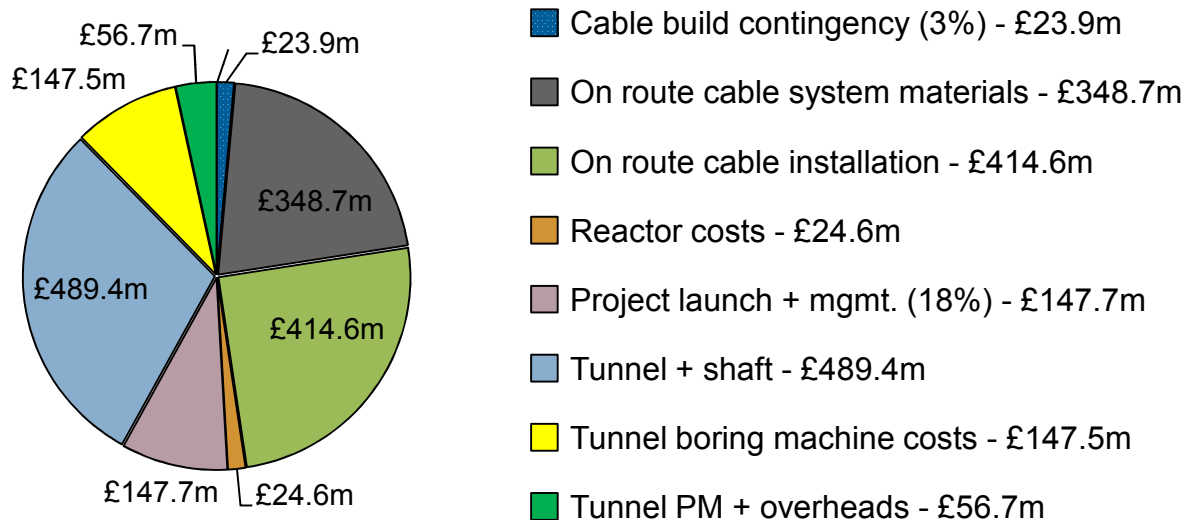 £56.7m
£23.9m
£147.5m
£348.7m
£489.4m
£414.6m
£147.7m
£24.6m
Cable build contingency (3%) - £23.9m
On route cable system materials - £348.7m
On route cable installation - £414.6m
Reactor costs - £24.6m
Project launch + mgmt. (18%) - £147.7m
Tunnel + shaft - £489.4m
Tunnel boring machine costs - £147.5m
Tunnel PM + overheads - £56.7m